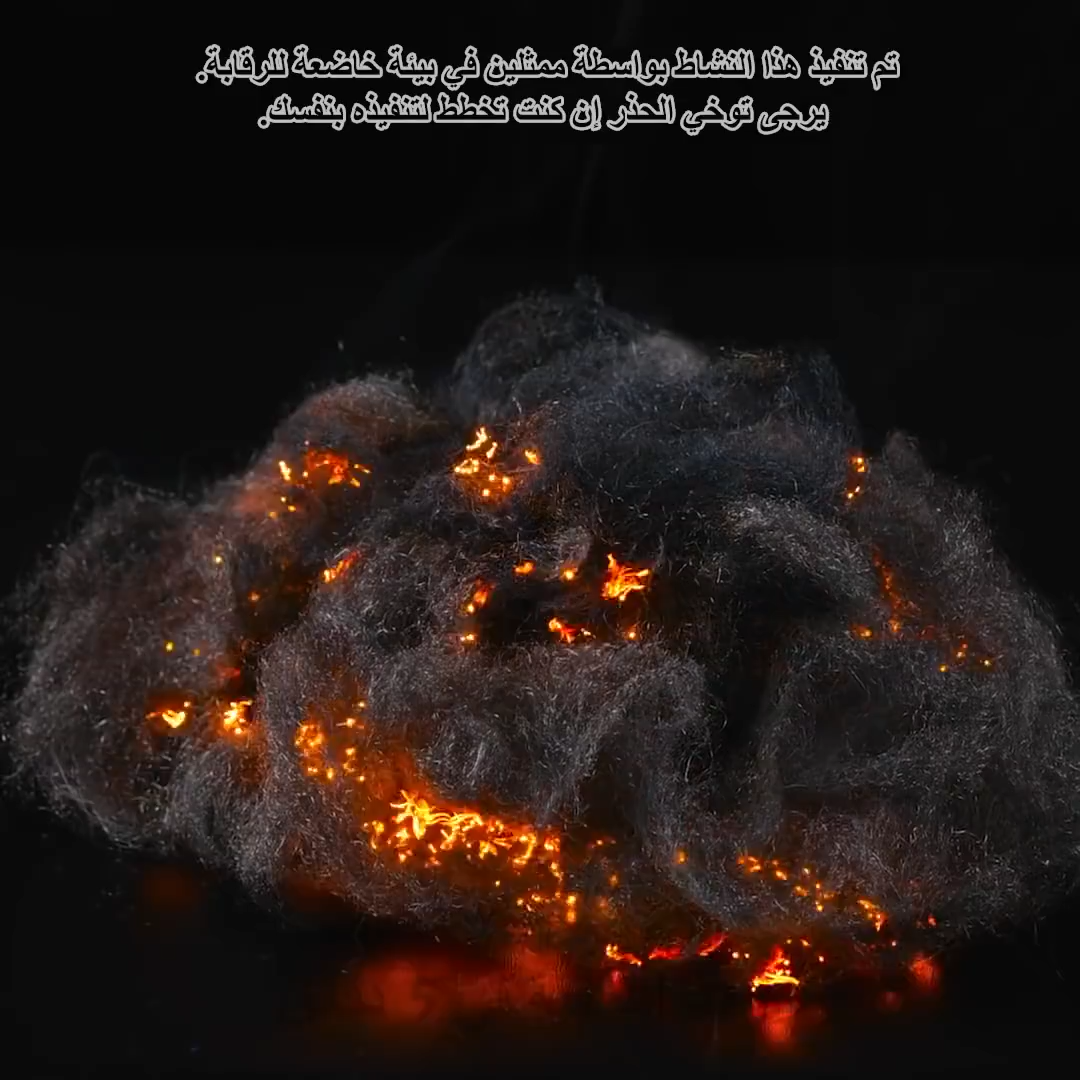 تم تنفيذ هذا النشاط بواسطة ممثلين في بيئة خاضعة للرقابة.
يرجى توخي الحذر إن كنت تخطط لتنفيذه بنفسك.